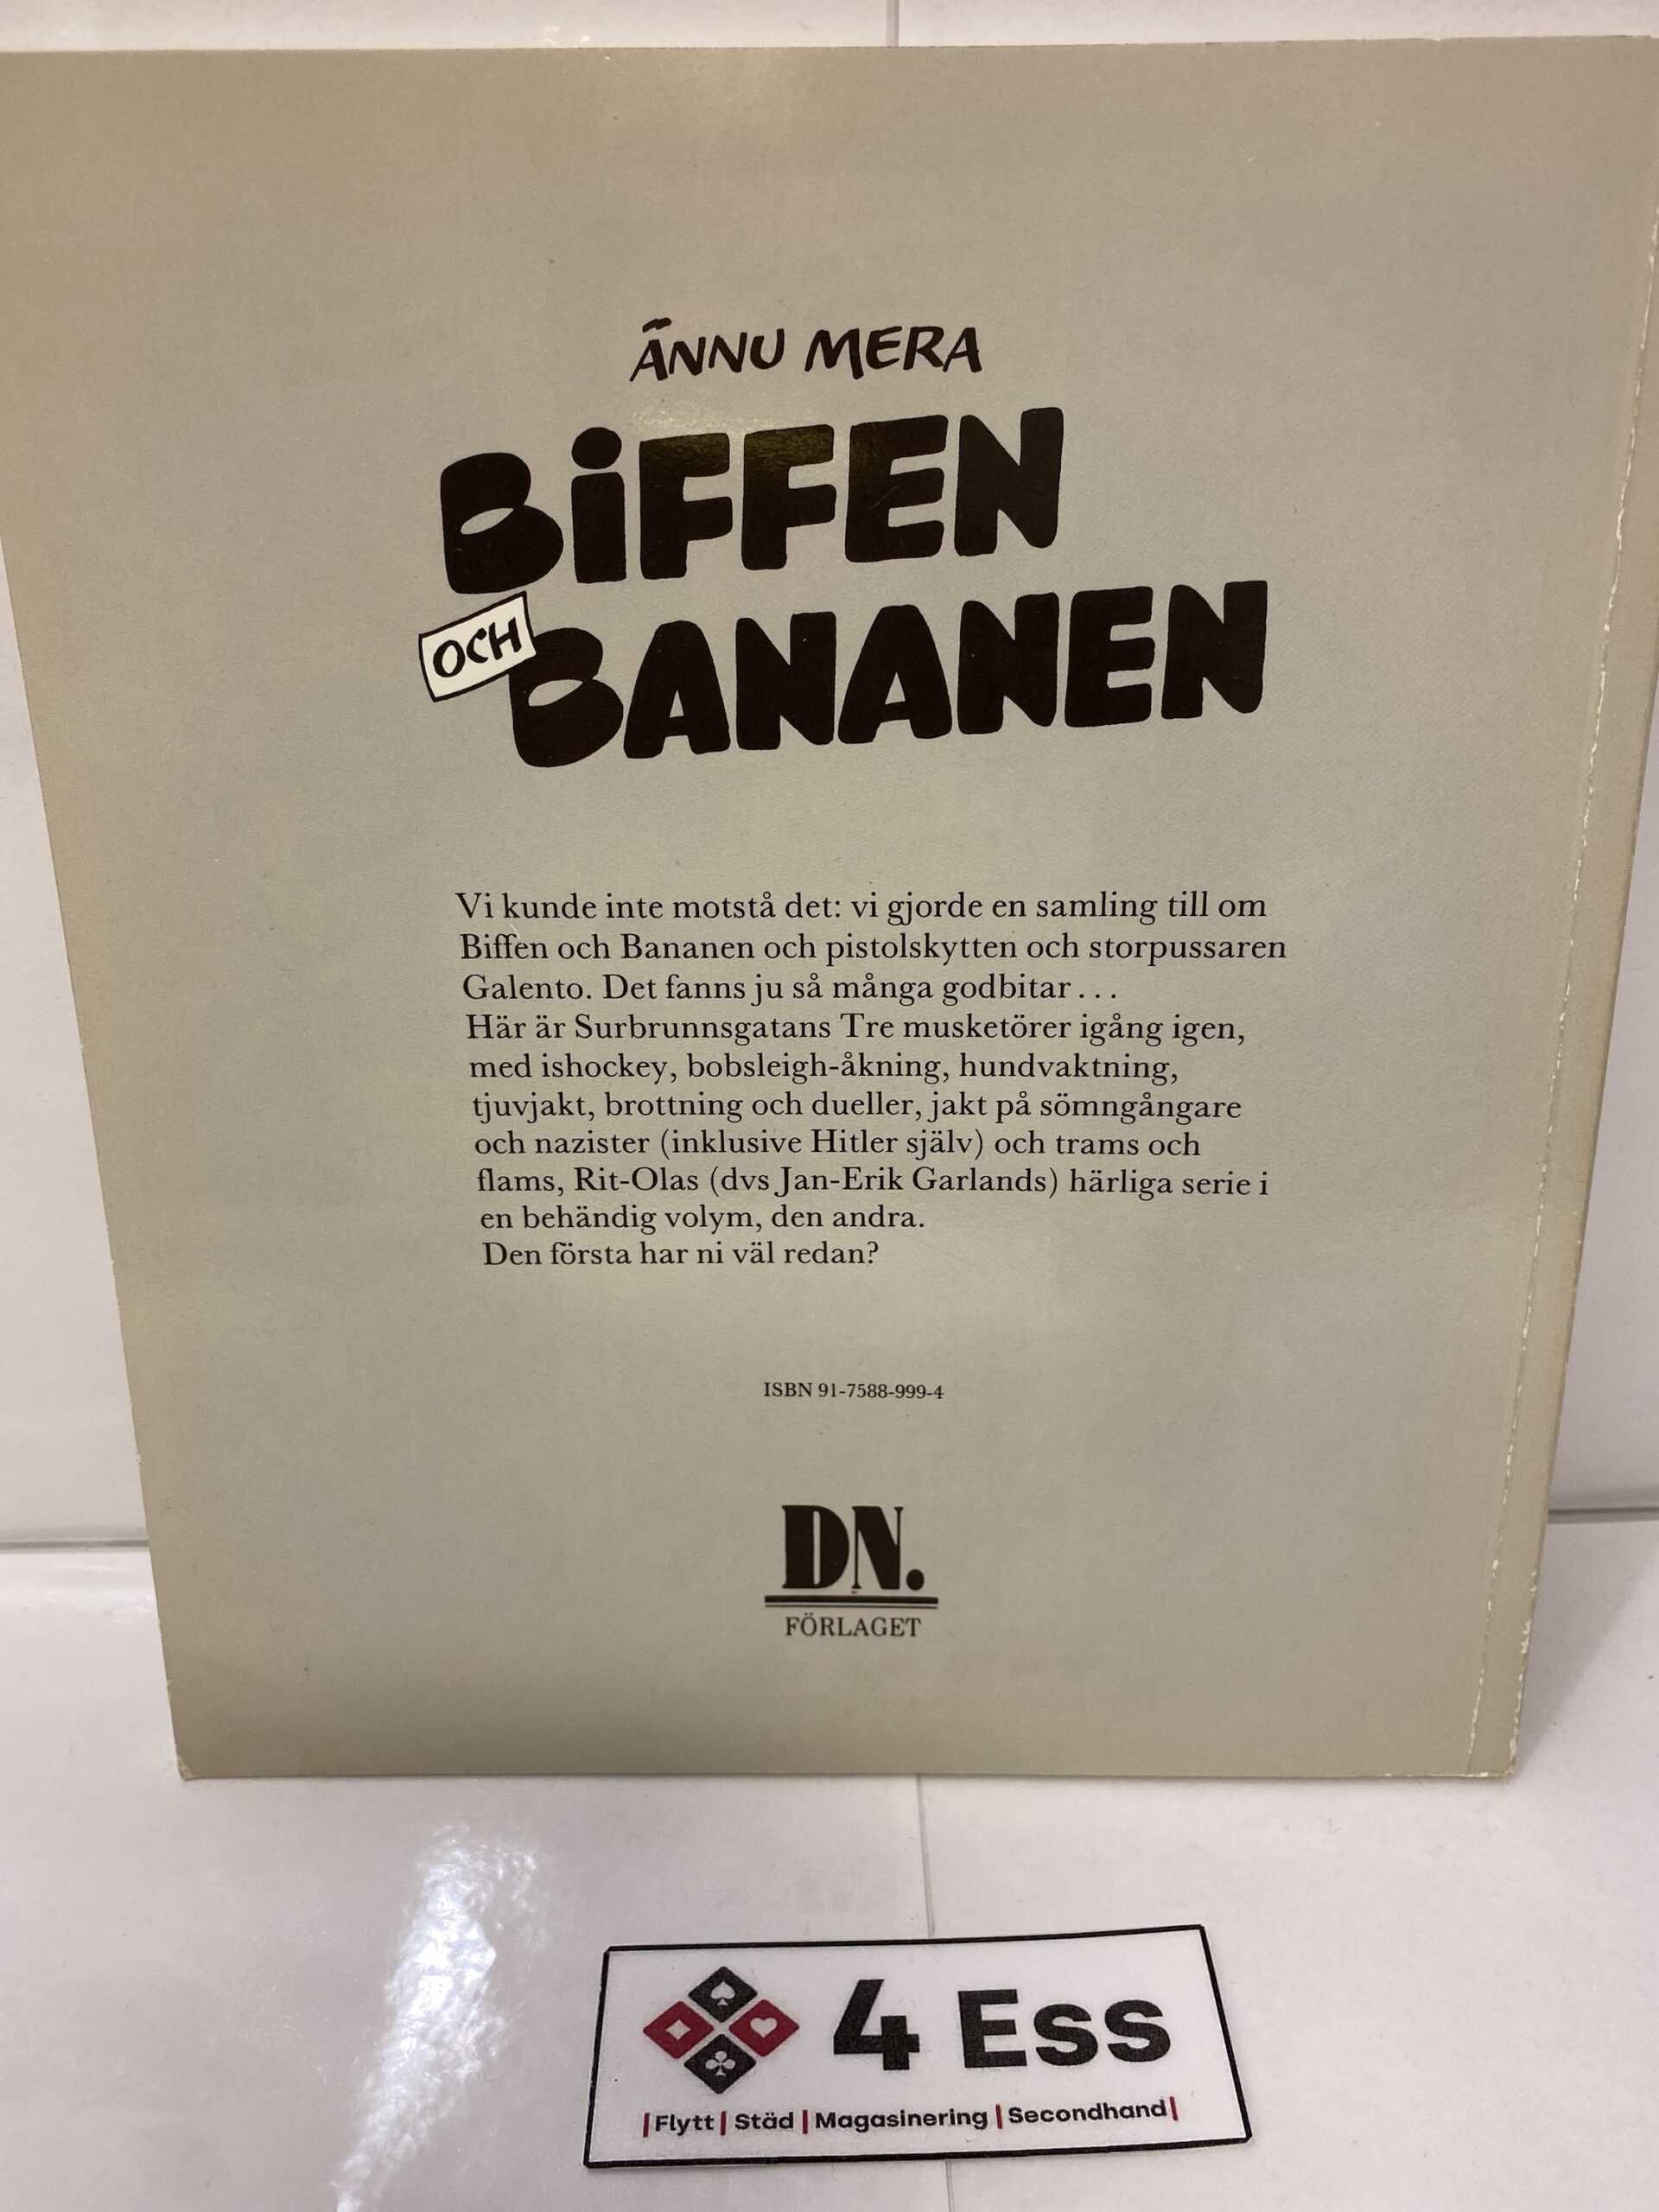 ÄNNU MERA
BiFFEN
OCH
BANANEN
Vi kunde inte motstå det: vi gjorde en samling till om
Biffen och Bananen och pistolskytten och storpussaren
Galento. Det fanns ju så många godbitar...
Här är Surbrunnsgatans Tre musketörer igång igen,
med ishockey, bobsleigh-åkning, hundvaktning,
tjuvjakt, brottning och dueller, jakt på sömngångare
och nazister (inklusive Hitler själv) och trams och
flams, Rit-Olas (dvs Jan-Erik Garlands) härliga serie i
en behändig volym, den andra.
Den första har ni väl redan?
ISBN 91-7588-999-4
DN.
FÖRLAGET
4 Ess
|Flytt|Städ|Magasinering|Secondhand|